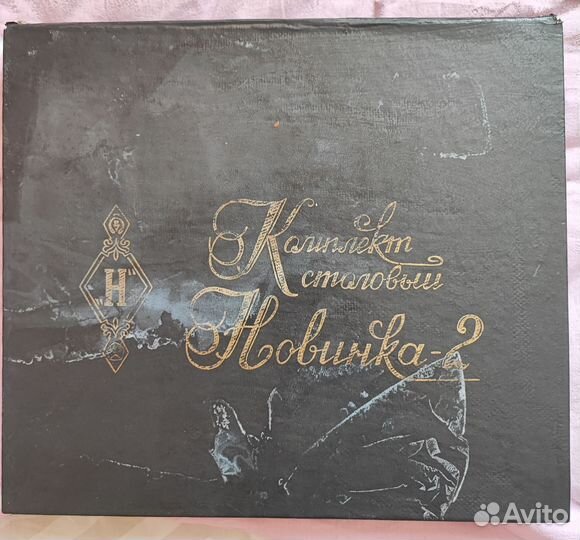 Комплект
столовый
"Н"
Новинка-2
Avito